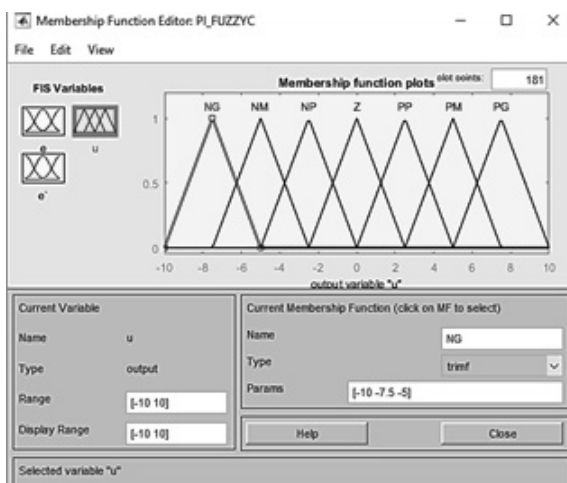 Membership Function Editor: PI_FUZZYC
File Edit View
FIS Variables
e
u
e'
Membership function plots
plot points:
181
NG NM NP Z PP PM PG
1
0.5
0
-10 -8 -6 -4 -2 0 2 4 6 8 10
output variable "u"
Current Variable
Name u
Type output
Range [-10 10]
Display Range [-10 10]
Current Membership Function (click on MF to select)
Name NG
Type trimf
Params [-10 -7.5 -5]
Help Close
Selected variable "u"